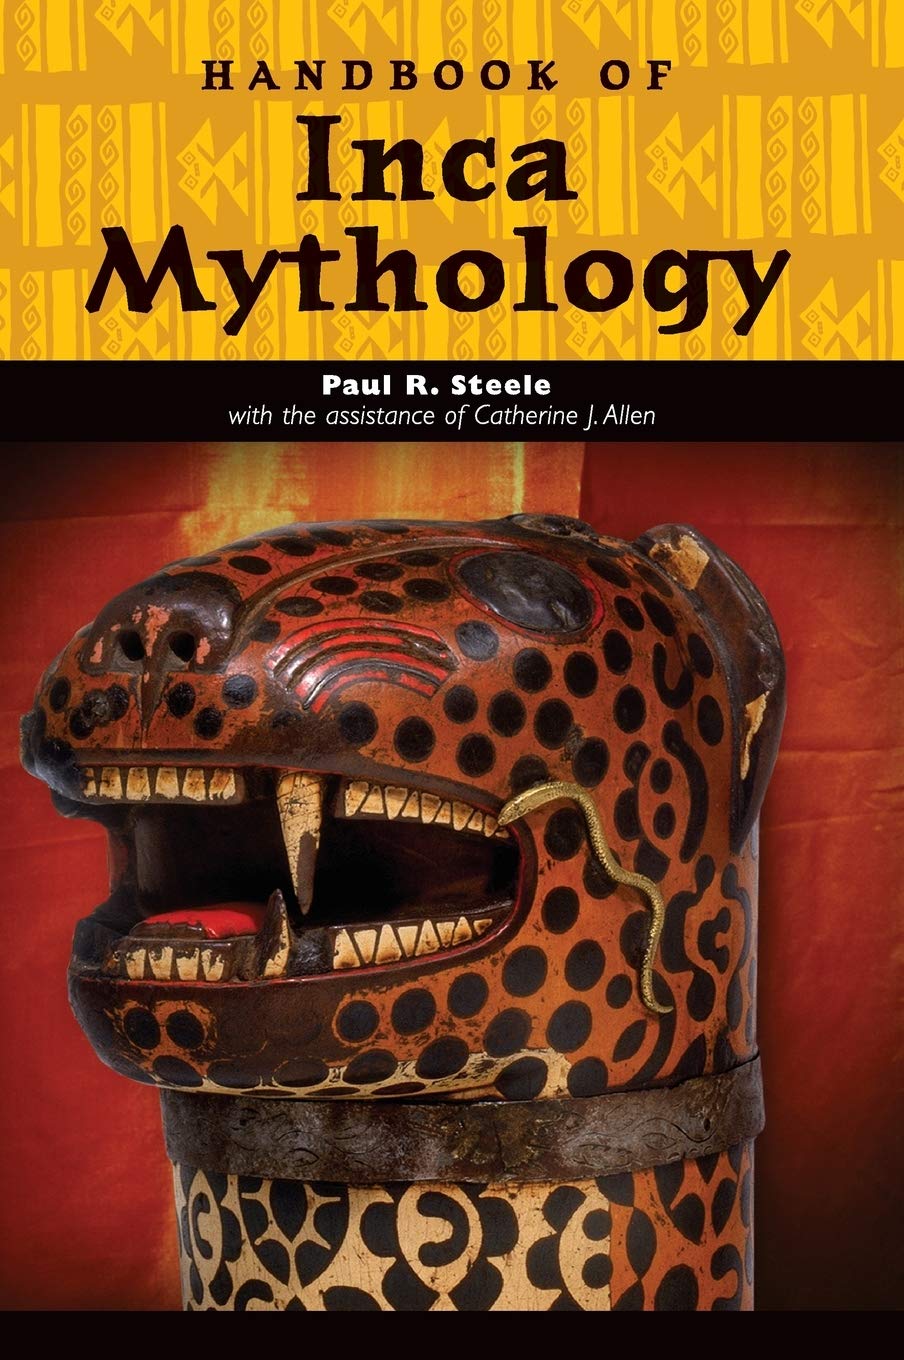 HANDBOOK OF
Inca
Mythology
Paul R. Steele
with the assistance of Catherine J. Allen